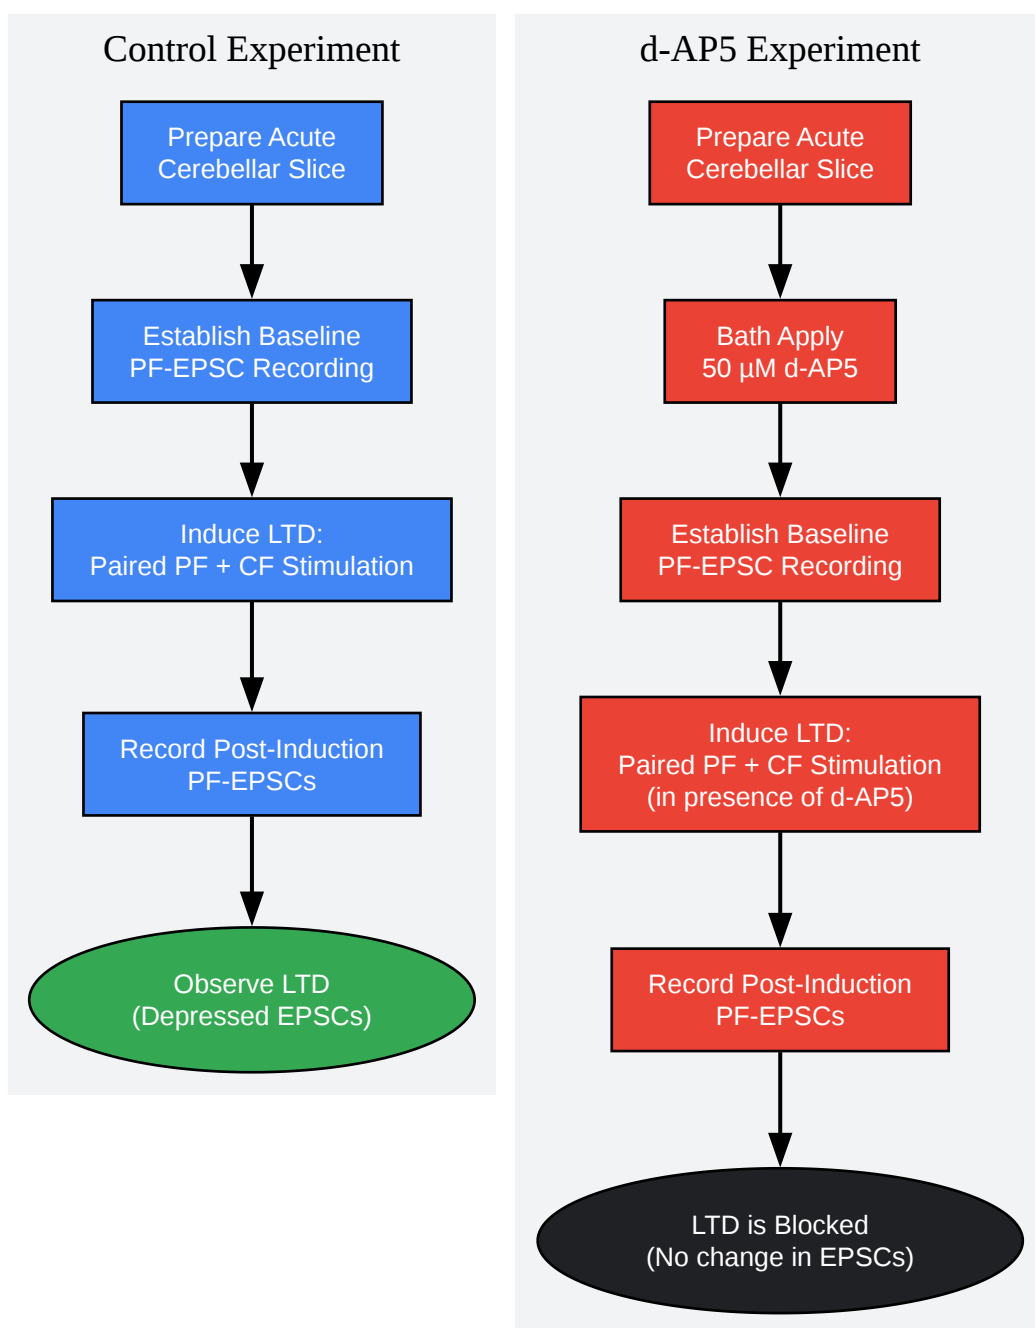 Control Experiment
Prepare Acute
Cerebellar Slice
Establish Baseline
PF-EPSC Recording
Induce LTD:
Paired PF + CF Stimulation
Record Post-Induction
PF-EPSCs
Observe LTD
(Depressed EPSCs)
d-AP5 Experiment
Prepare Acute
Cerebellar Slice
Bath Apply
50 µM d-AP5
Establish Baseline
PF-EPSC Recording
Induce LTD:
Paired PF + CF Stimulation
(in presence of d-AP5)
Record Post-Induction
PF-EPSCs
LTD is Blocked
(No change in EPSCs)